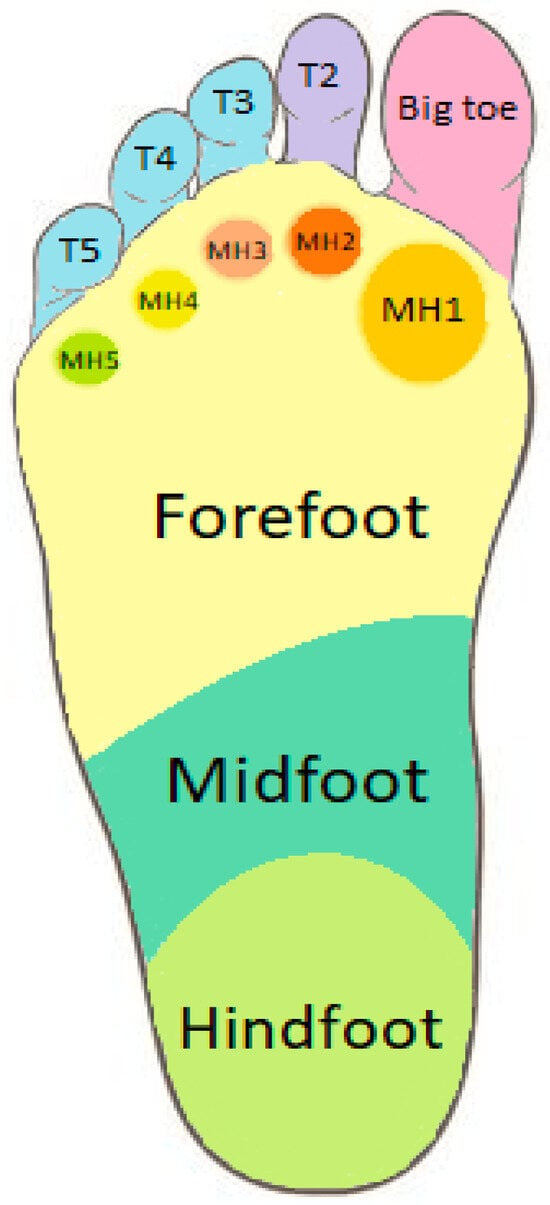 T2
T3
Big toe
T4
T5
MH2
MH3
MH4
MH1
MH5
Forefoot
Midfoot
Hindfoot